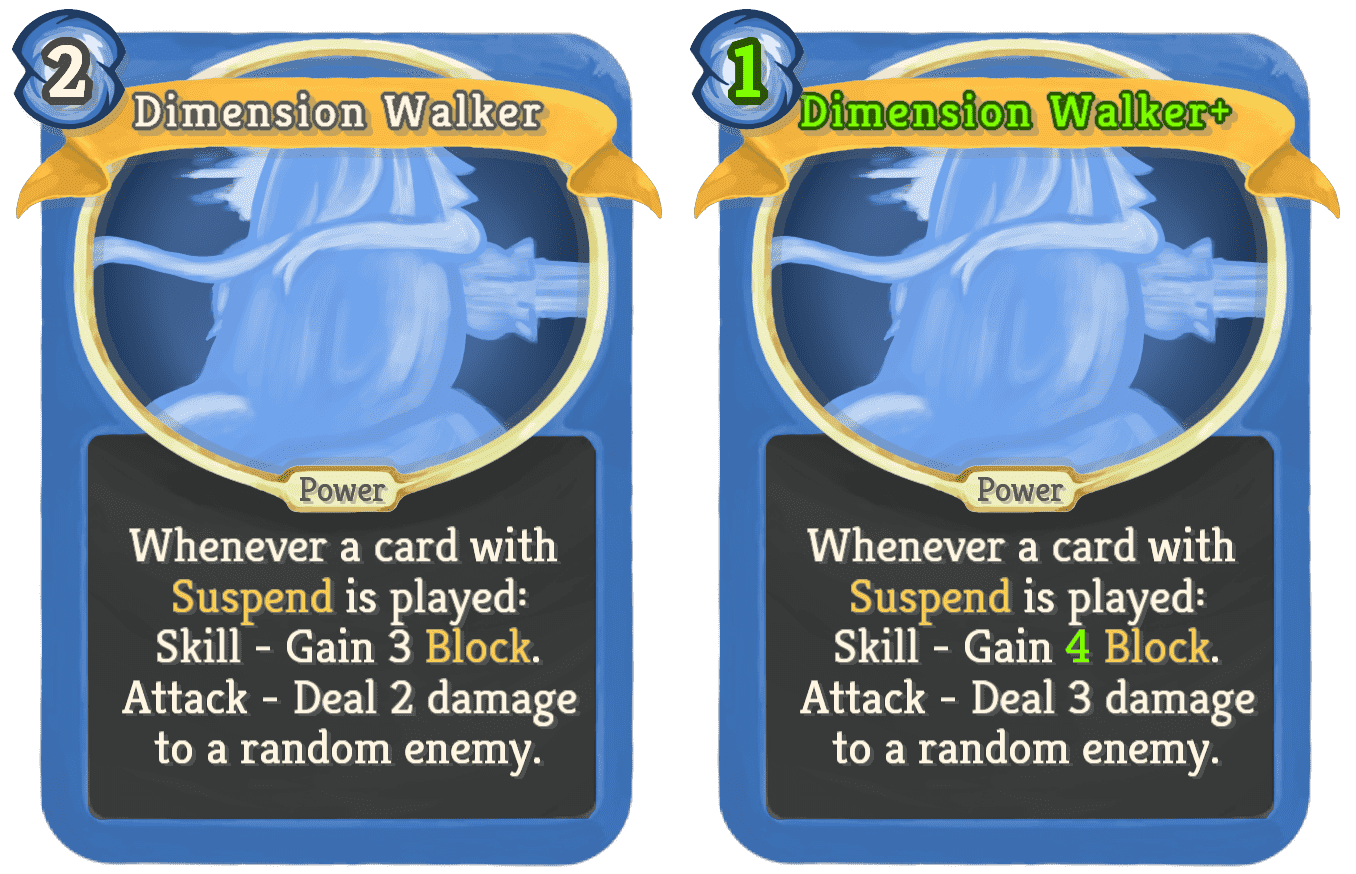 2
Dimension Walker
Power
Whenever a card with
Suspend is played:
Skill - Gain 3 Block.
Attack - Deal 2 damage
to a random enemy.
1
Dimension Walker+
Power
Whenever a card with
Suspend is played:
Skill - Gain 4 Block.
Attack - Deal 3 damage
to a random enemy.